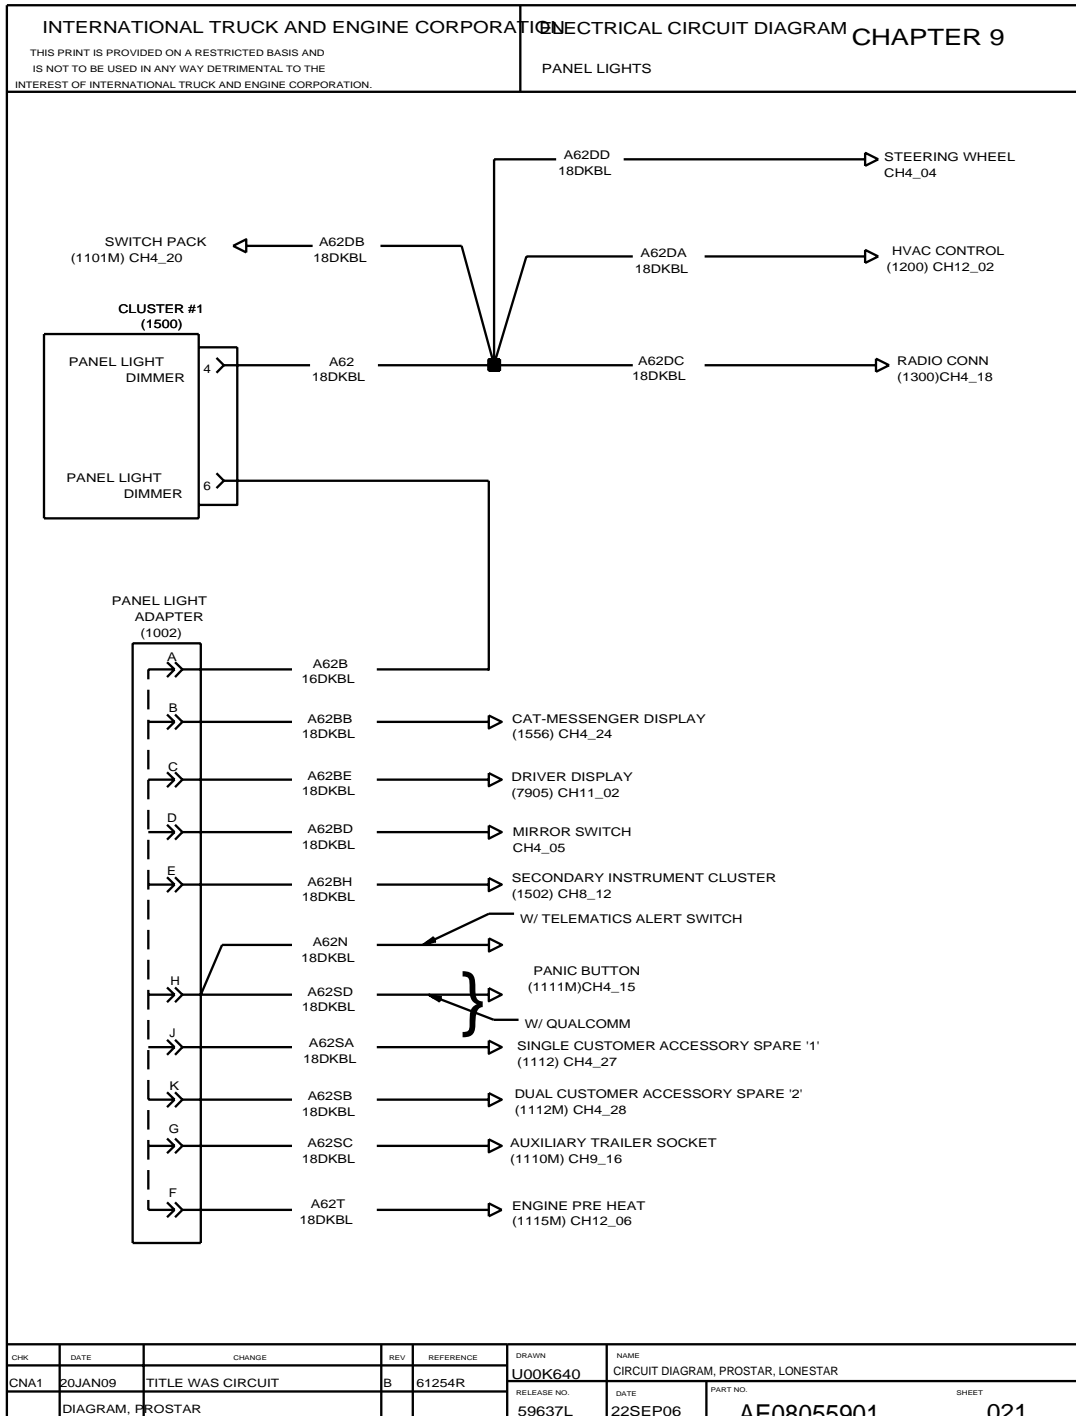 INTERNATIONAL TRUCK AND ENGINE CORPORATION
THIS PRINT IS PROVIDED ON A RESTRICTED BASIS AND
IS NOT TO BE USED IN ANY WAY DETRIMENTAL TO THE
INTEREST OF INTERNATIONAL TRUCK AND ENGINE CORPORATION.
ELECTRICAL CIRCUIT DIAGRAM
CHAPTER 9
PANEL LIGHTS
A62DD
18DKBL
STEERING WHEEL
CH4_04
SWITCH PACK
(1101M) CH4_20
A62DB
18DKBL
A62DA
18DKBL
HVAC CONTROL
(1200) CH12_02
CLUSTER #1
(1500)
PANEL LIGHT
DIMMER
4
A62
18DKBL
A62DC
18DKBL
RADIO CONN
(1300)CH4_18
PANEL LIGHT
DIMMER
6
PANEL LIGHT
ADAPTER
(1002)
A
A62B
16DKBL
B
A62BB
18DKBL
CAT-MESSENGER DISPLAY
(1556) CH4_24
C
A62BE
18DKBL
DRIVER DISPLAY
(7905) CH11_02
D
A62BD
18DKBL
MIRROR SWITCH
CH4_05
E
A62BH
18DKBL
SECONDARY INSTRUMENT CLUSTER
(1502) CH8_12
W/ TELEMATICS ALERT SWITCH
A62N
18DKBL
H
A62SD
18DKBL
}
PANIC BUTTON
(1111M)CH4_15
W/ QUALCOMM
J
A62SA
18DKBL
SINGLE CUSTOMER ACCESSORY SPARE '1'
(1112) CH4_27
K
A62SB
18DKBL
DUAL CUSTOMER ACCESSORY SPARE '2'
(1112M) CH4_28
G
A62SC
18DKBL
AUXILIARY TRAILER SOCKET
(1110M) CH9_16
F
A62T
18DKBL
ENGINE PRE HEAT
(1115M) CH12_06
CHK DATE CHANGE REV REFERENCE
CNA1 20JAN09 TITLE WAS CIRCUIT B 61254R
DIAGRAM, PROSTAR
DRAWN
U00K640
NAME
CIRCUIT DIAGRAM, PROSTAR, LONESTAR
RELEASE NO.
59637L
DATE
22SEP06
PART NO.
AE08055901
SHEET
021